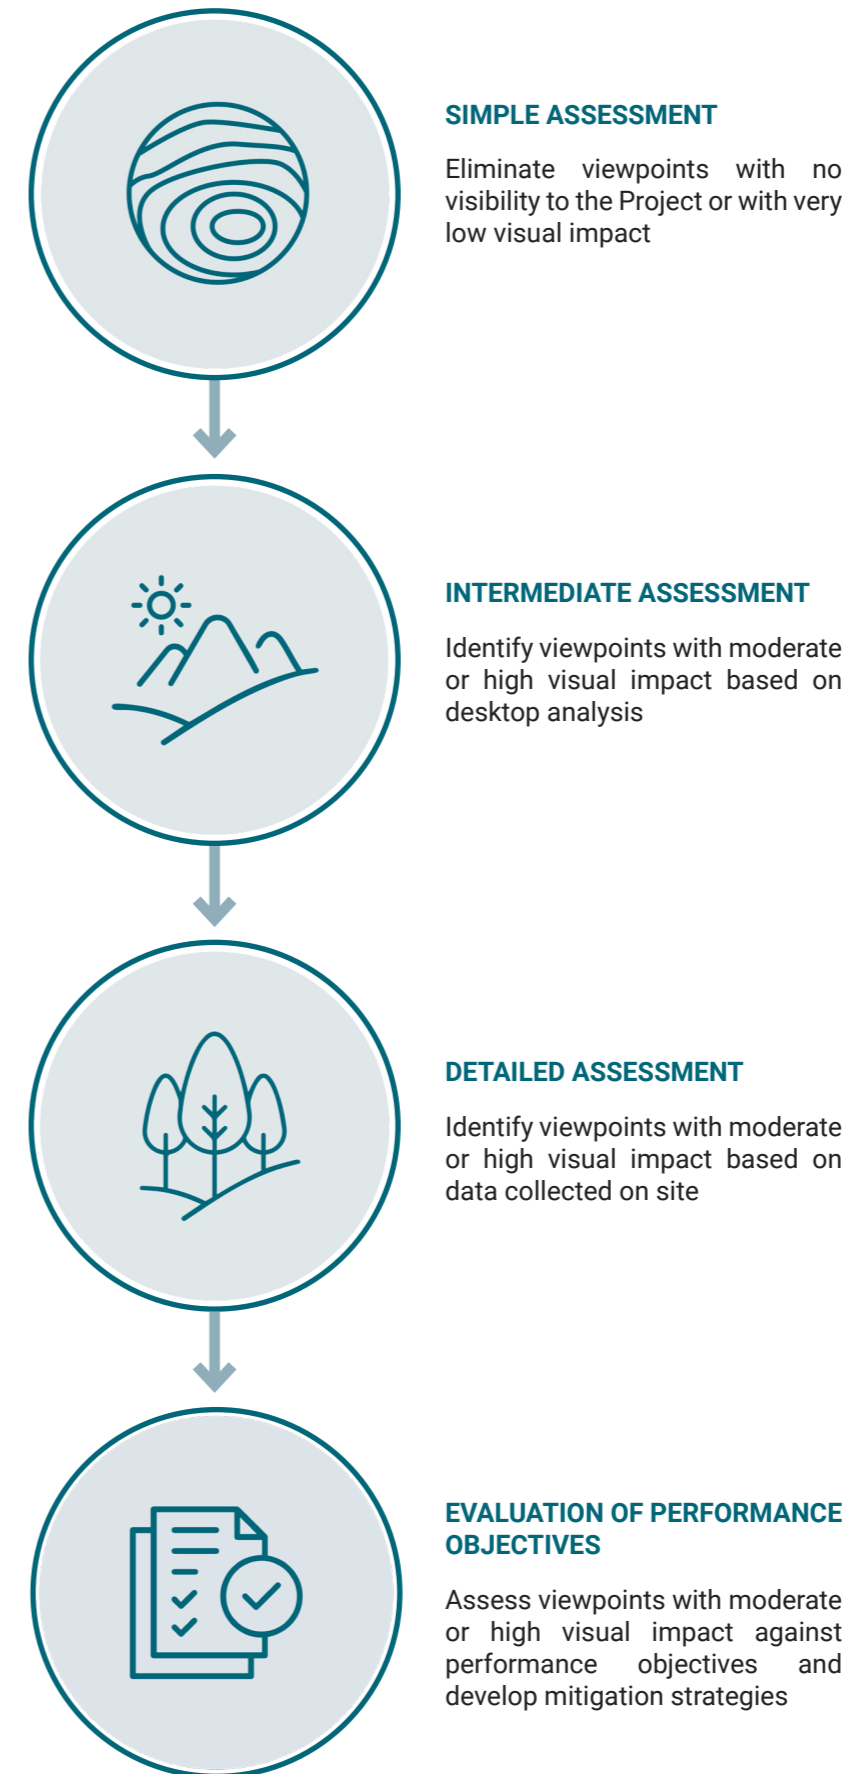 SIMPLE ASSESSMENT
Eliminate viewpoints with no
visibility to the Project or with very
low visual impact
INTERMEDIATE ASSESSMENT
Identify viewpoints with moderate
or high visual impact based on
desktop analysis
DETAILED ASSESSMENT
Identify viewpoints with moderate
or high visual impact based on
data collected on site
EVALUATION OF PERFORMANCE
OBJECTIVES
Assess viewpoints with moderate
or high visual impact against
performance objectives and
develop mitigation strategies